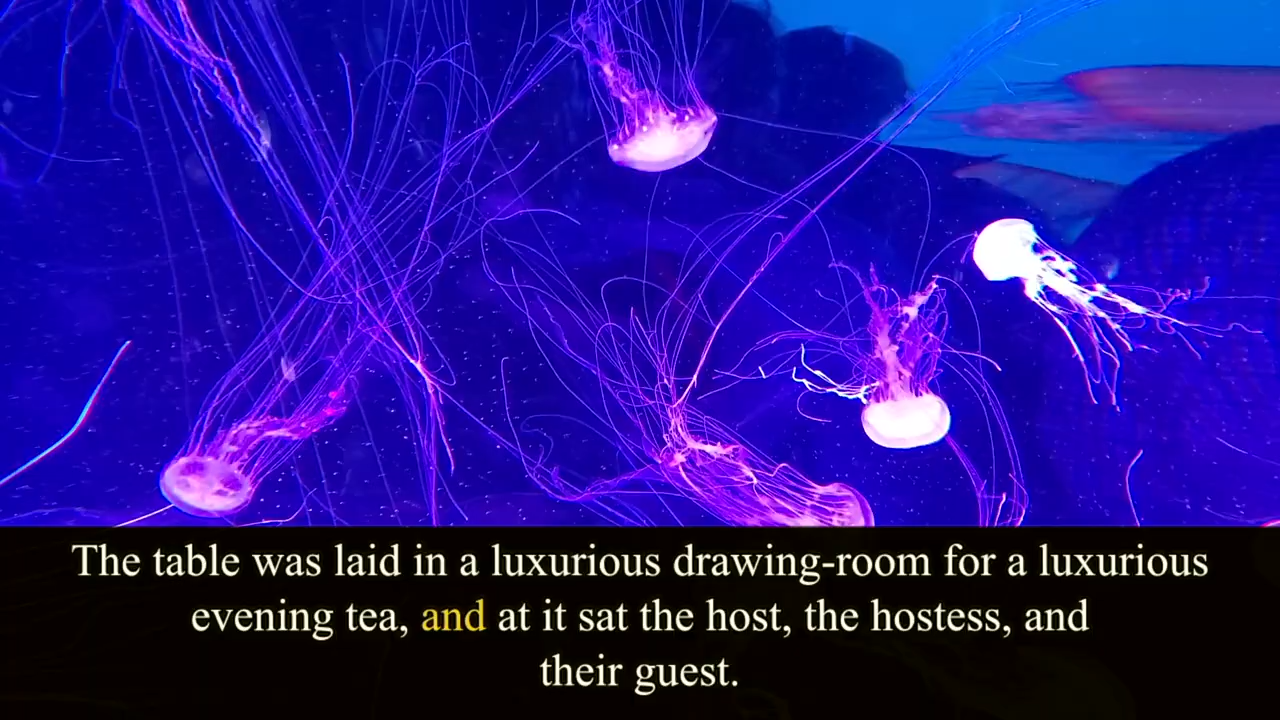 The table was laid in a luxurious drawing-room for a luxurious
evening tea, and at it sat the host, the hostess, and
their guest.